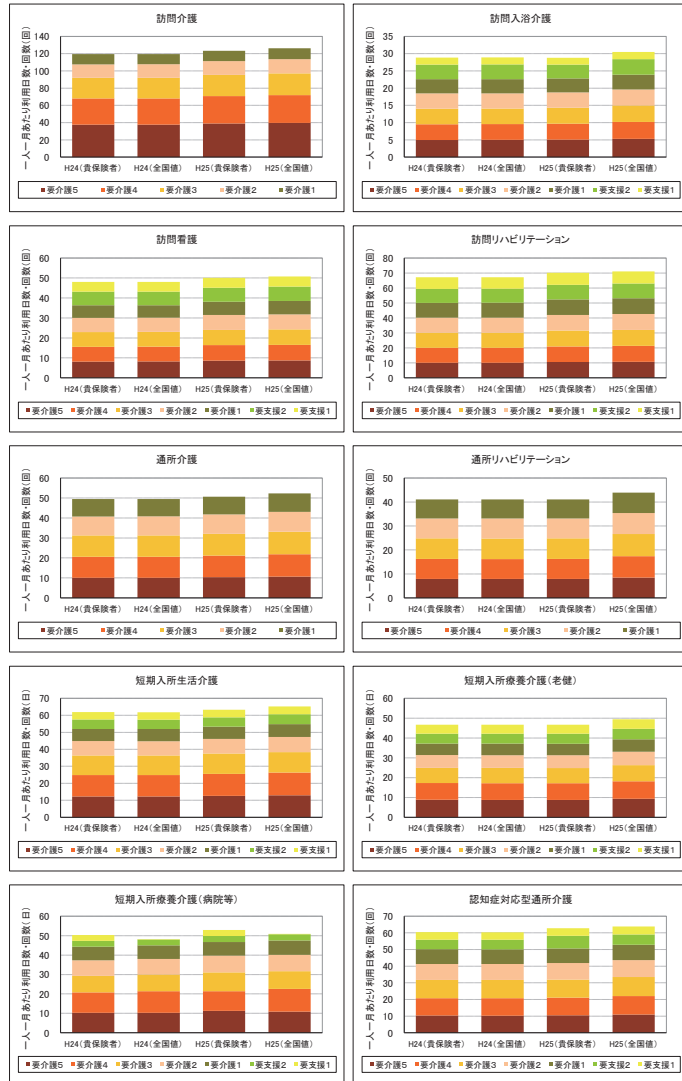 訪問介護
一人一月あたり利用日数・回数(回)
140
120
100
80
60
40
20
0
H24(貴保険者) H24(全国値) H25(貴保険者) H25(全国値)
要介護5 要介護4 要介護3 要介護2 要介護1
訪問入浴介護
一人一月あたり利用日数・回数(回)
35
30
25
20
15
10
5
0
H24(貴保険者) H24(全国値) H25(貴保険者) H25(全国値)
要介護5 要介護4 要介護3 要介護2 要介護1 要支援2 要支援1
訪問看護
一人一月あたり利用日数・回数(回)
60
50
40
30
20
10
0
H24(貴保険者) H24(全国値) H25(貴保険者) H25(全国値)
要介護5 要介護4 要介護3 要介護2 要介護1 要支援2 要支援1
訪問リハビリテーション
一人一月あたり利用日数・回数(回)
80
70
60
50
40
30
20
10
0
H24(貴保険者) H24(全国値) H25(貴保険者) H25(全国値)
要介護5 要介護4 要介護3 要介護2 要介護1 要支援2 要支援1
通所介護
一人一月あたり利用日数・回数(回)
60
50
40
30
20
10
0
H24(貴保険者) H24(全国値) H25(貴保険者) H25(全国値)
要介護5 要介護4 要介護3 要介護2 要介護1
通所リハビリテーション
一人一月あたり利用日数・回数(回)
50
40
30
20
10
0
H24(貴保険者) H24(全国値) H25(貴保険者) H25(全国値)
要介護5 要介護4 要介護3 要介護2 要介護1
短期入所生活介護
一人一月あたり利用日数・回数(日)
70
60
50
40
30
20
10
0
H24(貴保険者) H24(全国値) H25(貴保険者) H25(全国値)
要介護5 要介護4 要介護3 要介護2 要介護1 要支援2 要支援1
短期入所療養介護(老健)
一人一月あたり利用日数・回数(日)
60
50
40
30
20
10
0
H24(貴保険者) H24(全国値) H25(貴保険者) H25(全国値)
要介護5 要介護4 要介護3 要介護2 要介護1 要支援2 要支援1
短期入所療養介護(病院等)
一人一月あたり利用日数・回数(日)
60
50
40
30
20
10
0
H24(貴保険者) H24(全国値) H25(貴保険者) H25(全国値)
要介護5 要介護4 要介護3 要介護2 要介護1 要支援2 要支援1
認知症対応型通所介護
一人一月あたり利用日数・回数(回)
70
60
50
40
30
20
10
0
H24(貴保険者) H24(全国値) H25(貴保険者) H25(全国値)
要介護5 要介護4 要介護3 要介護2 要介護1 要支援2 要支援1